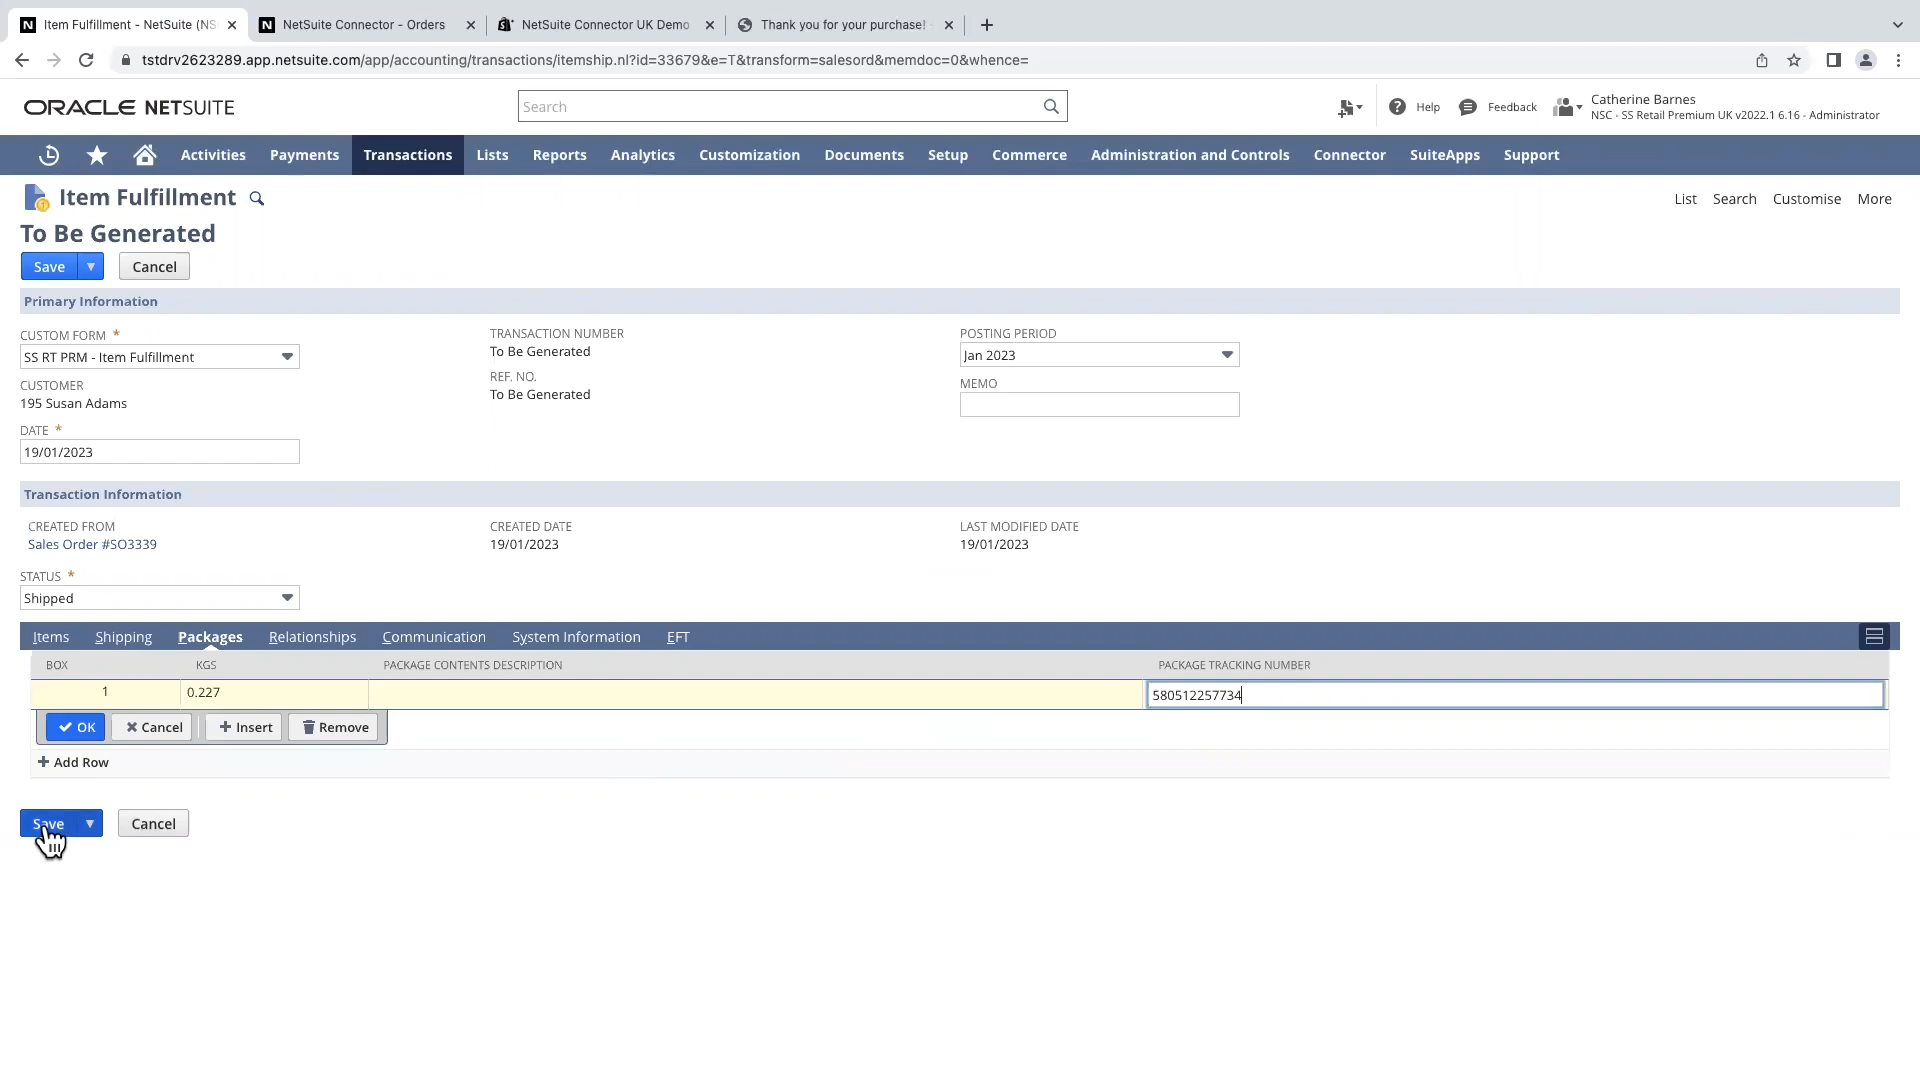 Item Fulfillment - NetSuite (NS
NetSuite Connector - Orders
NetSuite Connector UK Demo
Thank you for your purchase!
tstdrv2623289.app.netsuite.com/app/accounting/transactions/itemship.nl?id=33679&e=T&transform=salesord&memdoc=0&whence=
ORACLE NETSUITE
Search
Help
Feedback
Catherine Barnes
NSC - SS Retail Premium UK v2022.1 6.16 - Administrator
Activities
Payments
Transactions
Lists
Reports
Analytics
Customization
Documents
Setup
Commerce
Administration and Controls
Connector
SuiteApps
Support
Item Fulfillment
List
Search
Customise
More
To Be Generated
Save
Cancel
Primary Information
CUSTOM FORM *
SS RT PRM - Item Fulfillment
CUSTOMER
195 Susan Adams
DATE *
19/01/2023
TRANSACTION NUMBER
To Be Generated
REF. NO.
To Be Generated
POSTING PERIOD
Jan 2023
MEMO
Transaction Information
CREATED FROM
Sales Order #SO3339
STATUS *
Shipped
CREATED DATE
19/01/2023
LAST MODIFIED DATE
19/01/2023
Items
Shipping
Packages
Relationships
Communication
System Information
EFT
BOX
KGS
PACKAGE CONTENTS DESCRIPTION
PACKAGE TRACKING NUMBER
1
0.227
580512257734
OK
Cancel
Insert
Remove
Add Row
Save
Cancel